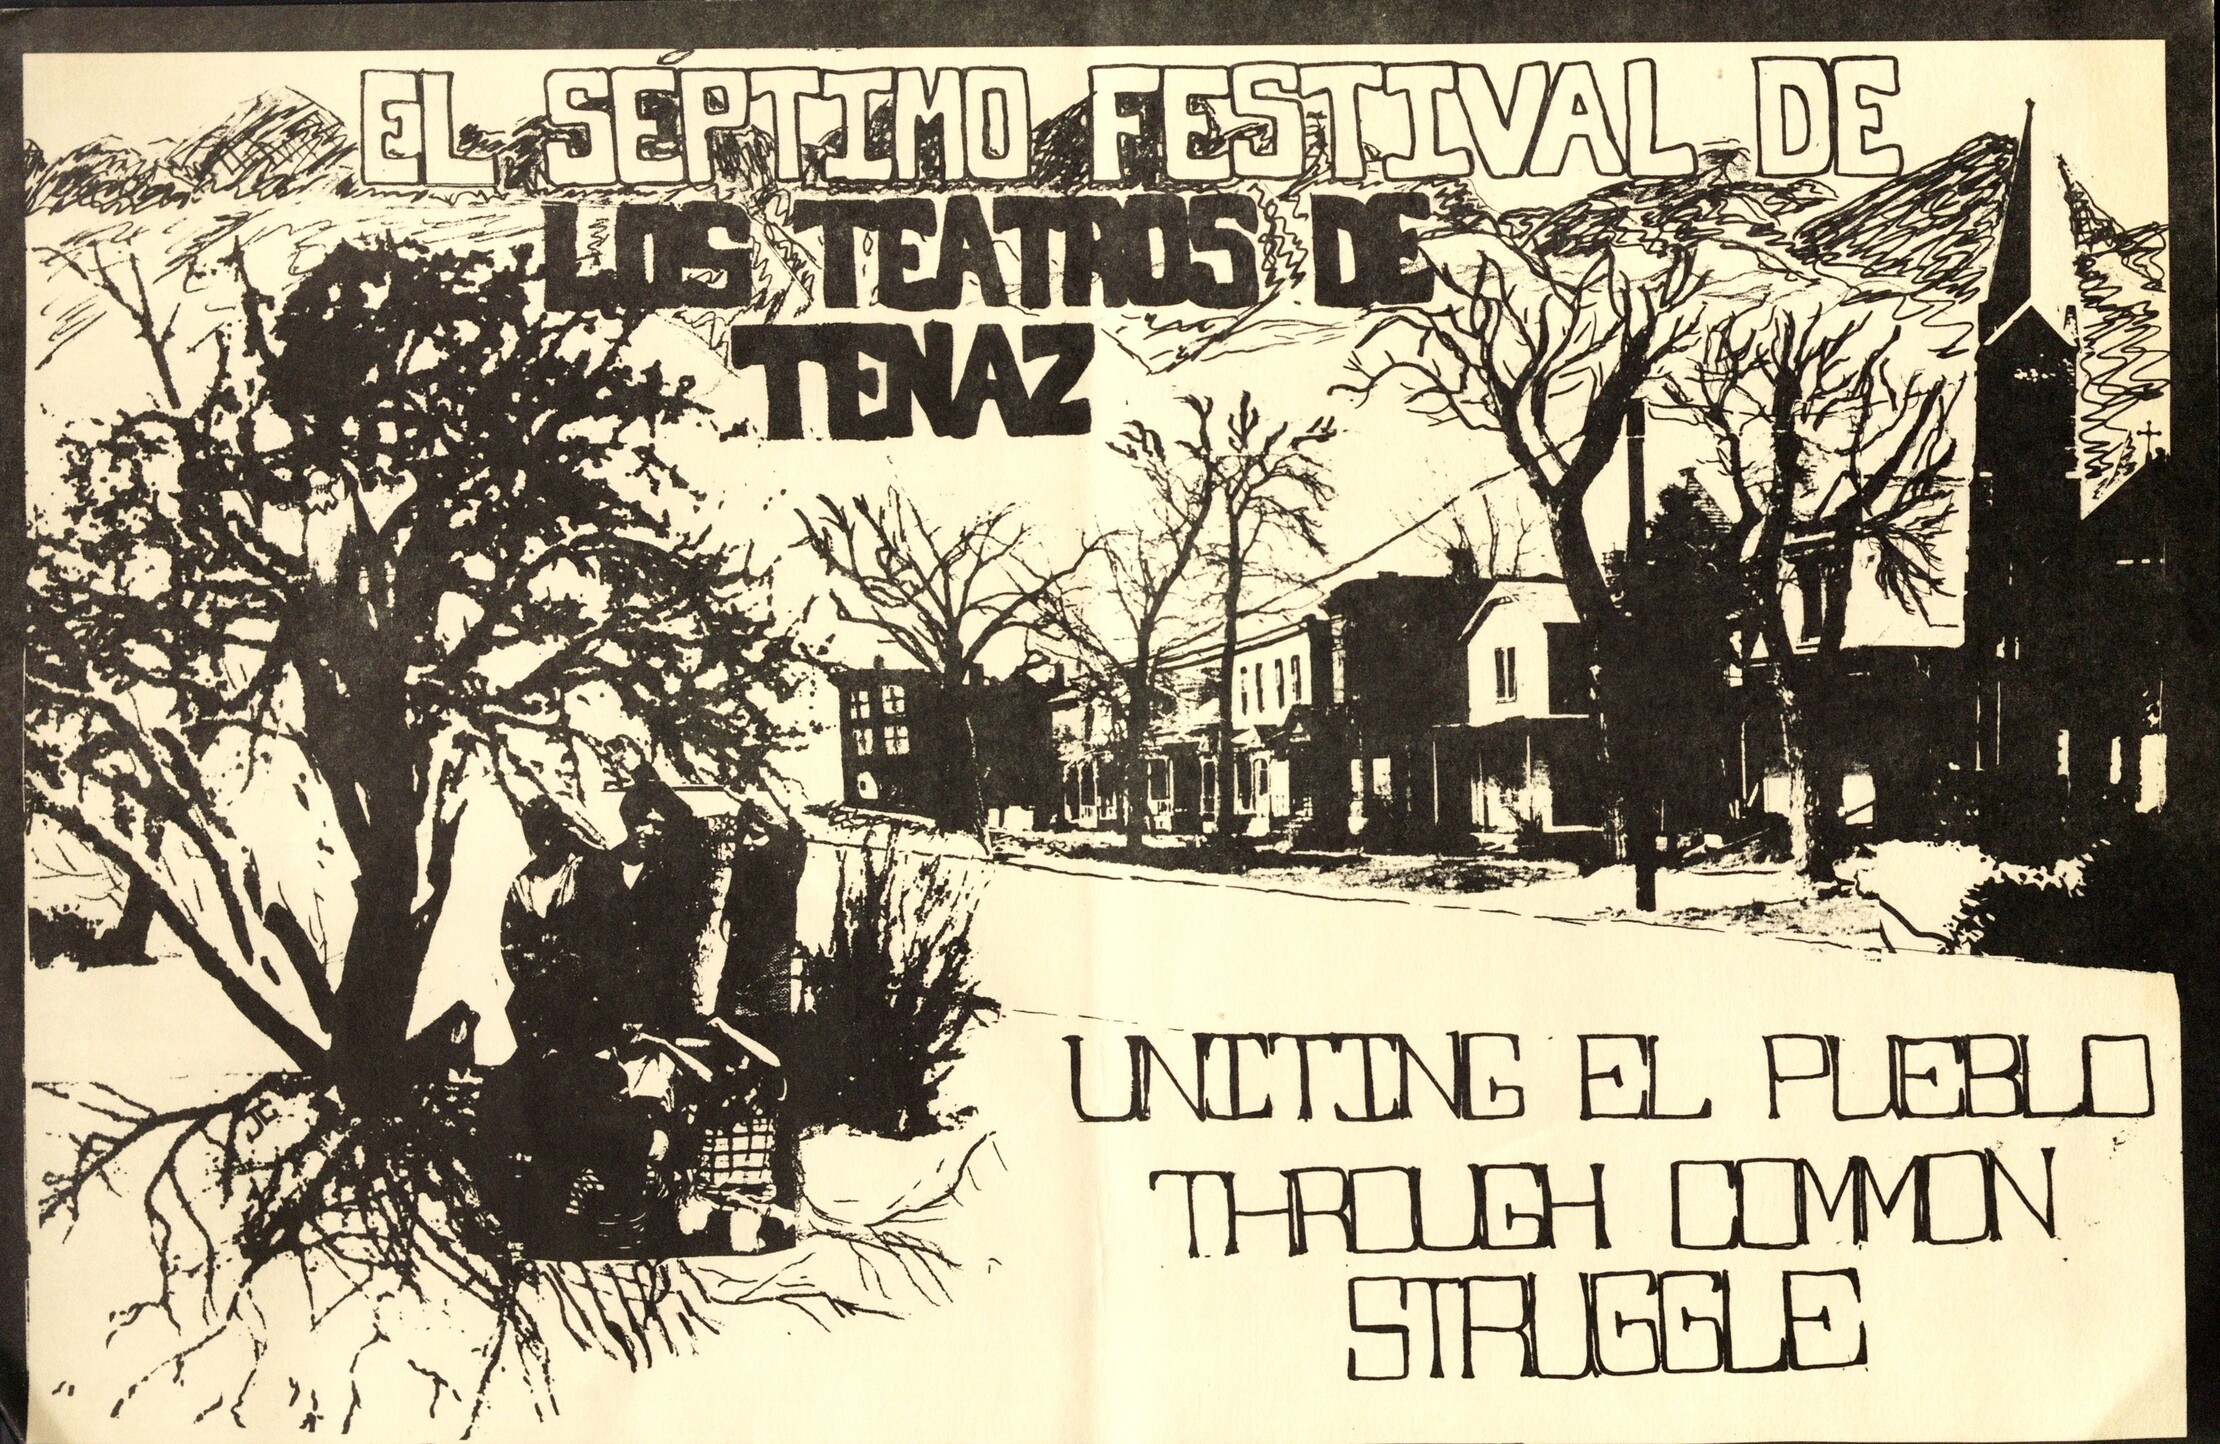 EL SÉPTIMO FESTIVAL DE
LOS TEATROS DE
TENAZ
UNITING EL PUEBLO
THROUGH COMMON
STRUGGLE